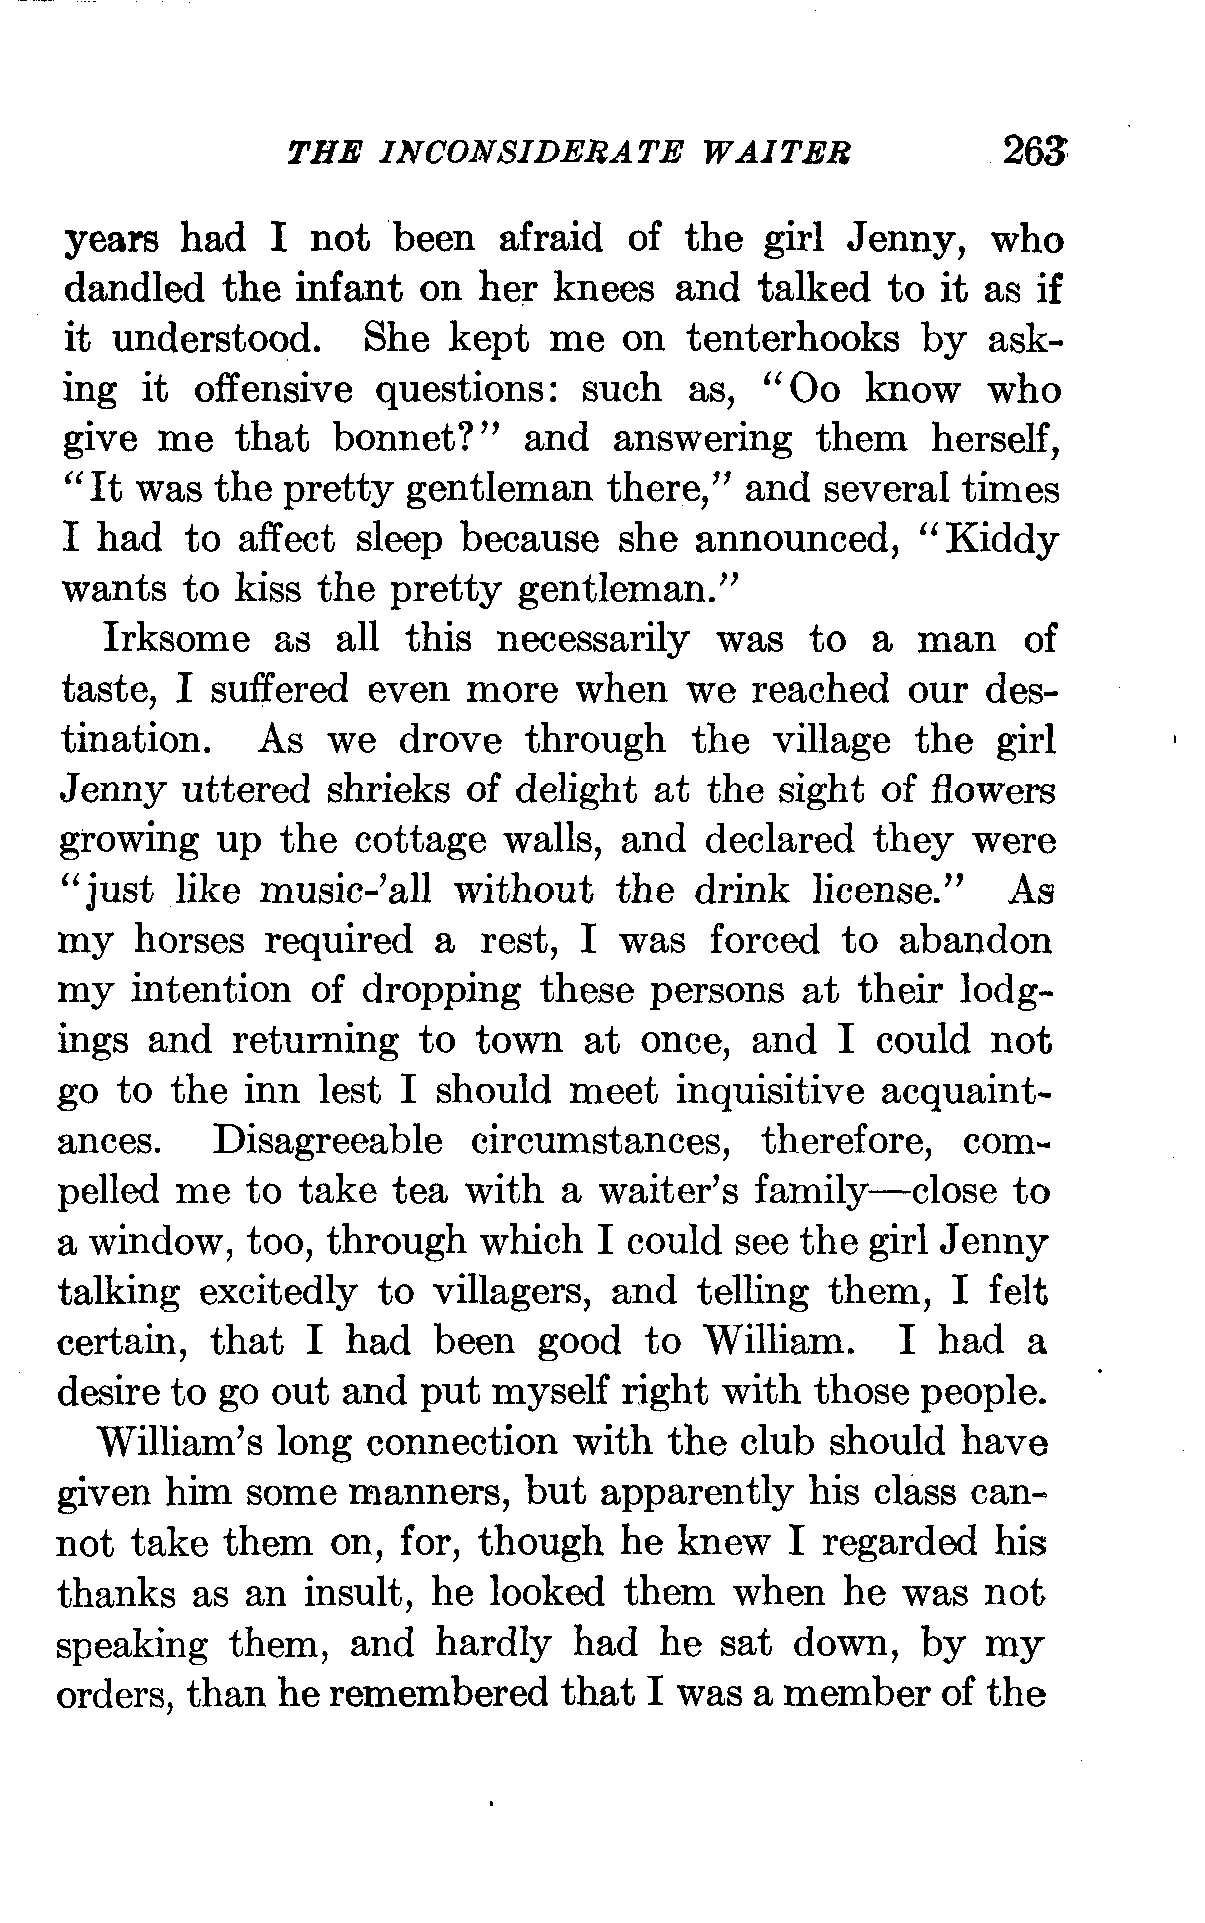 THE INCONSIDERATE WAITER 263
years had I not been afraid of the girl Jenny, who
dandled the infant on her knees and talked to it as if
it understood. She kept me on tenterhooks by ask-
ing it offensive questions: such as, "Oo know who
give me that bonnet?" and answering them herself,
"It was the pretty gentleman there," and several times
I had to affect sleep because she announced, "Kiddy
wants to kiss the pretty gentleman."
Irksome as all this necessarily was to a man of
taste, I suffered even more when we reached our des-
tination. As we drove through the village the girl
Jenny uttered shrieks of delight at the sight of flowers
growing up the cottage walls, and declared they were
"just like music-'all without the drink license." As
my horses required a rest, I was forced to abandon
my intention of dropping these persons at their lodg-
ings and returning to town at once, and I could not
go to the inn lest I should meet inquisitive acquaint-
ances. Disagreeable circumstances, therefore, com-
pelled me to take tea with a waiter's family—close to
a window, too, through which I could see the girl Jenny
talking excitedly to villagers, and telling them, I felt
certain, that I had been good to William. I had a
desire to go out and put myself right with those people.
William's long connection with the club should have
given him some manners, but apparently his class can-
not take them on, for, though he knew I regarded his
thanks as an insult, he looked them when he was not
speaking them, and hardly had he sat down, by my
orders, than he remembered that I was a member of the